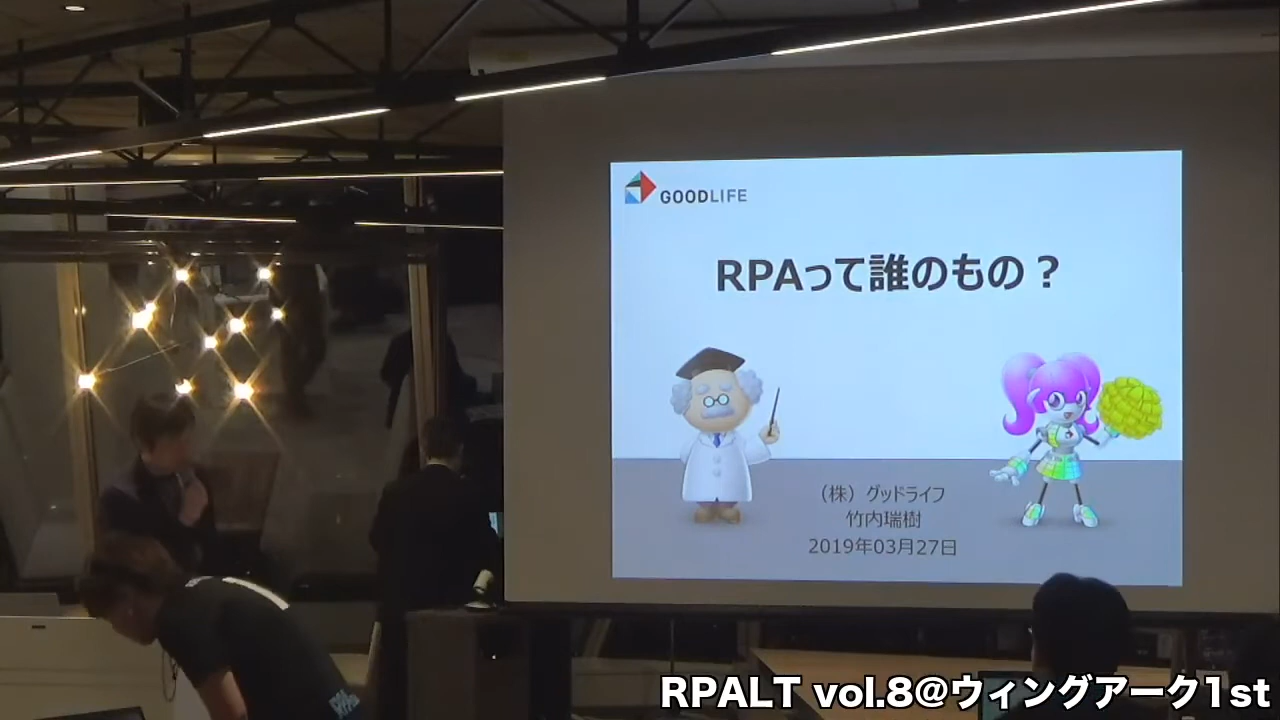 GOODLIFE
RPAって誰のもの？
（株）グッドライフ
竹内瑞樹
2019年03月27日
RPALT vol.8@ウィングアーク1st